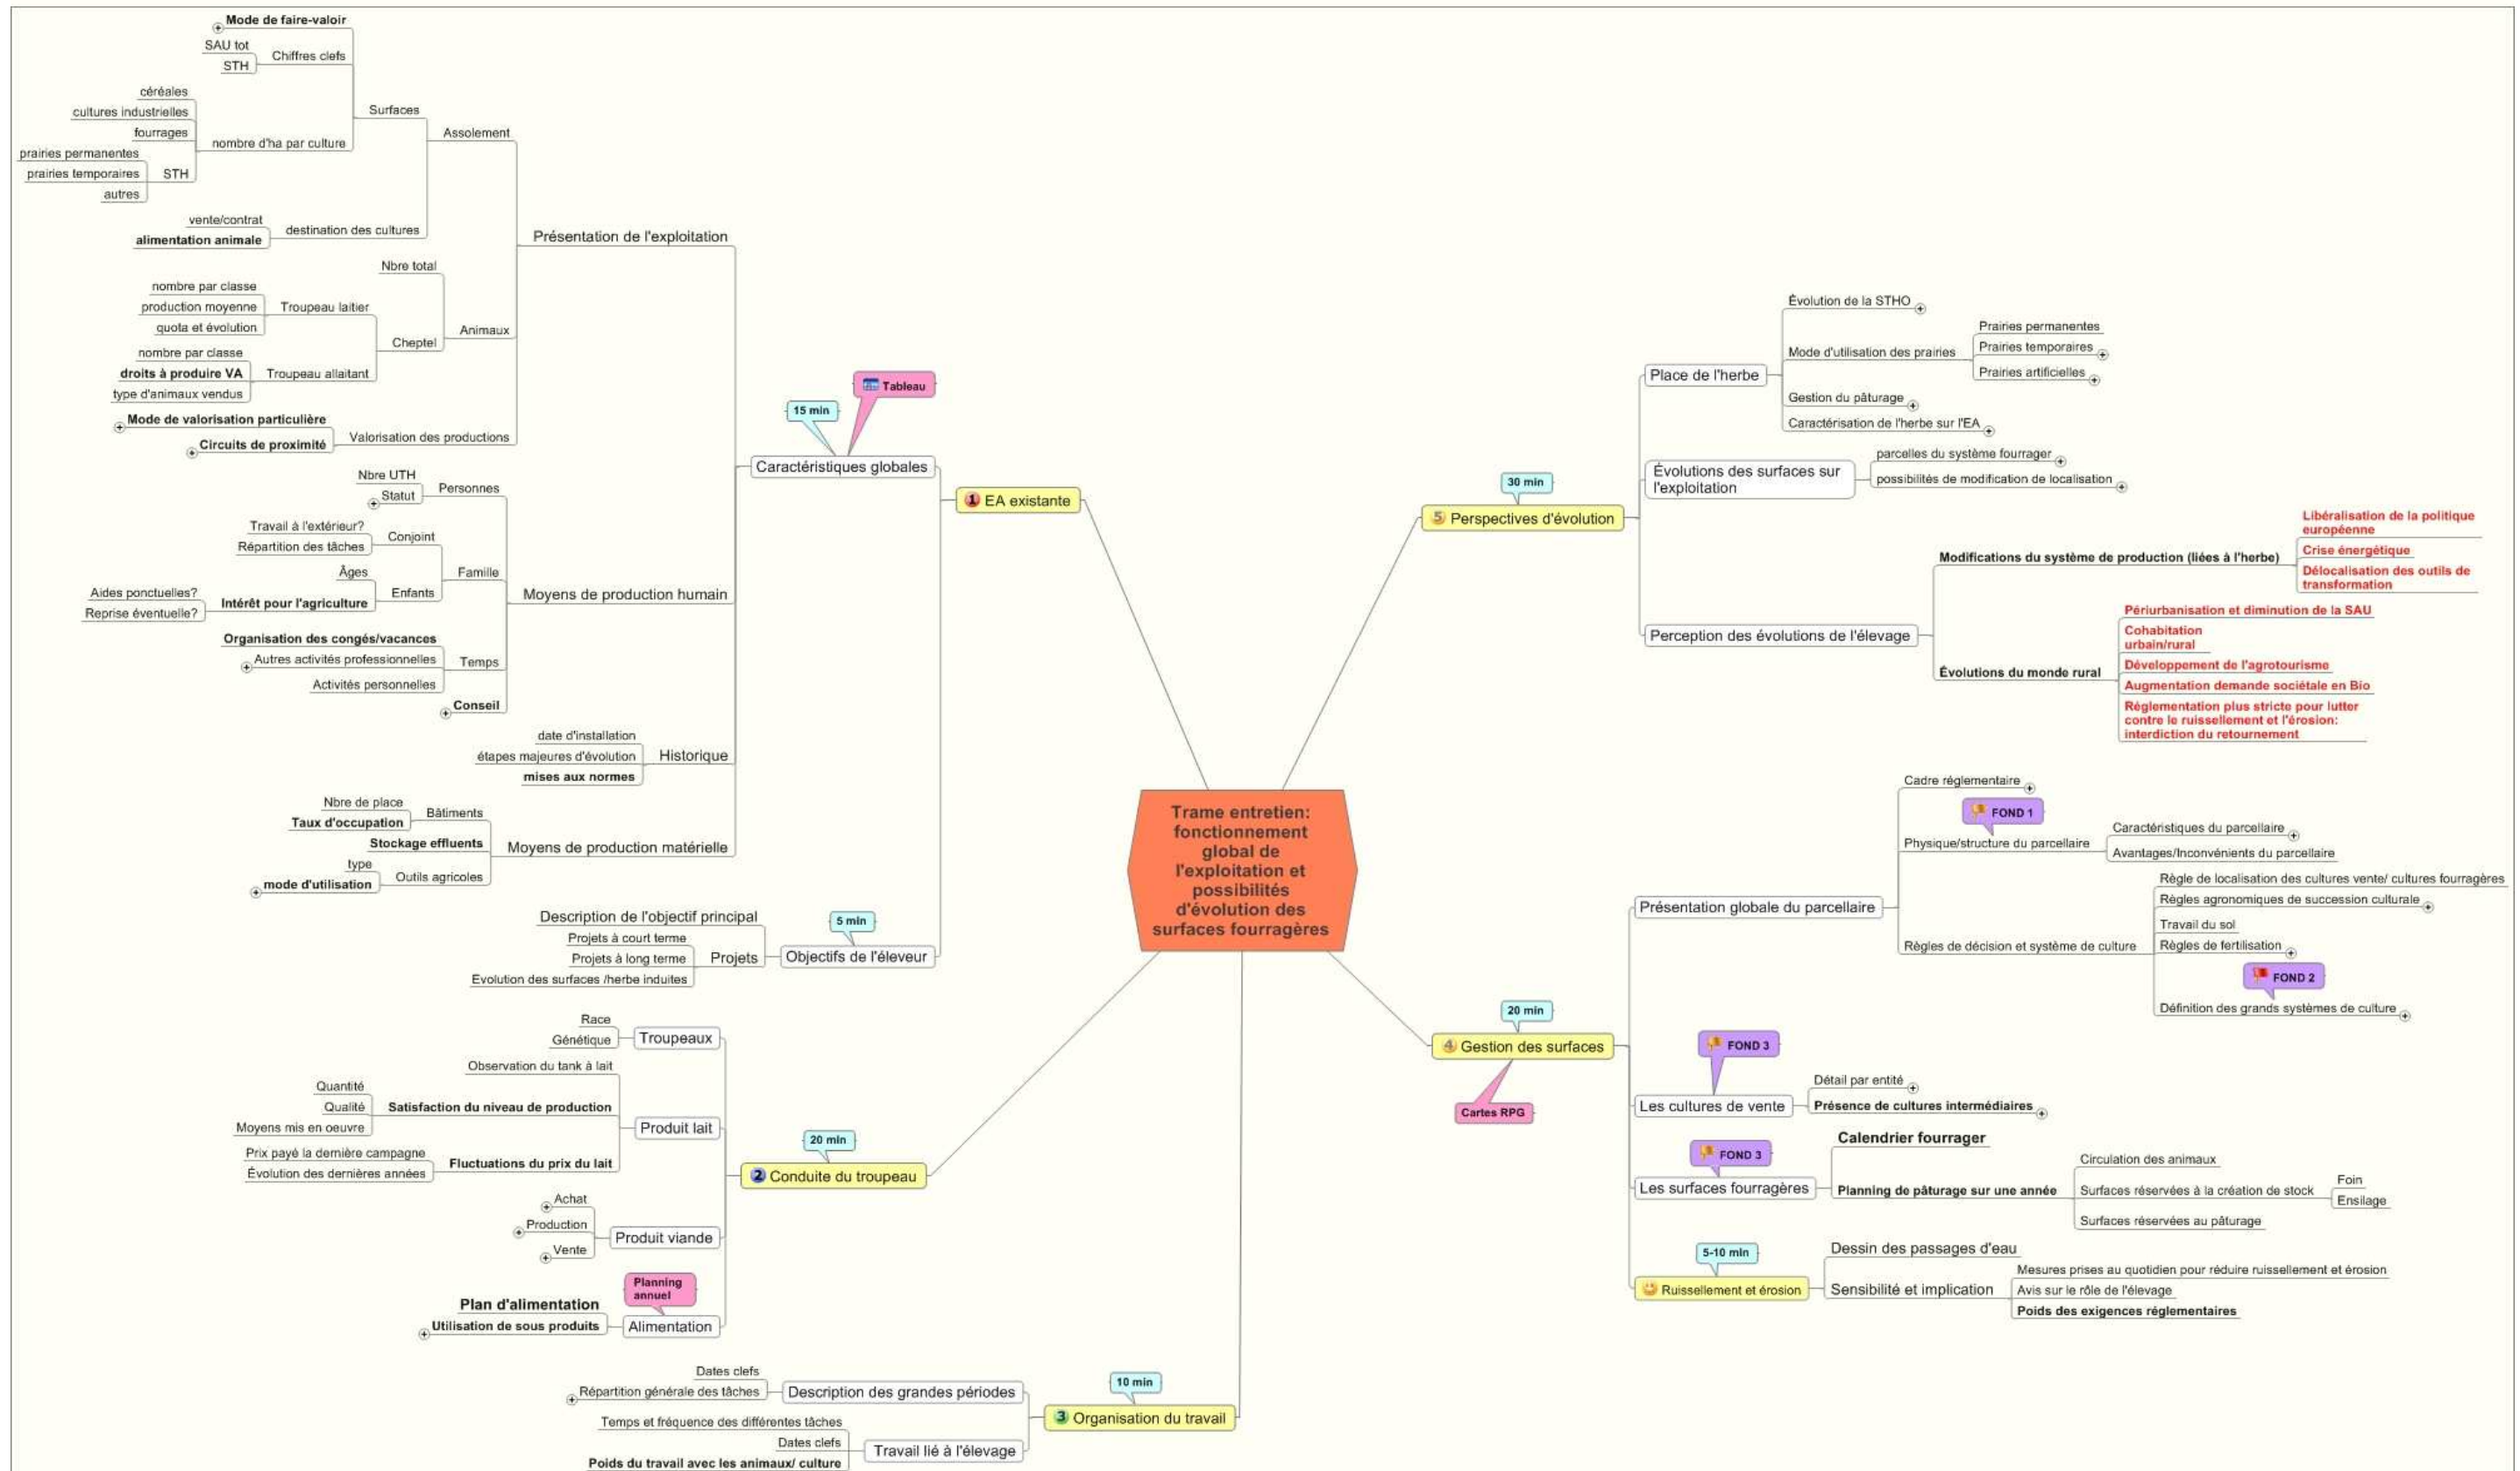 Trame entretien:
fonctionnement
global de
l'exploitation et
possibilités
d'évolution des
surfaces fourragères
1 EA existante
15 min
Tableau
Caractéristiques globales
Présentation de l'exploitation
Assolement
Surfaces
Mode de faire-valoir
Chiffres clefs
SAU tot
STH
nombre d'ha par culture
céréales
cultures industrielles
fourrages
STH
prairies permanentes
prairies temporaires
autres
destination des cultures
vente/contrat
alimentation animale
Animaux
Nbre total
Cheptel
Troupeau laitier
nombre par classe
production moyenne
quota et évolution
Troupeau allaitant
nombre par classe
droits à produire VA
type d'animaux vendus
Valorisation des productions
Mode de valorisation particulière
Circuits de proximité
Moyens de production humain
Personnes
Nbre UTH
Statut
Famille
Conjoint
Travail à l'extérieur?
Répartition des tâches
Enfants
Âges
Intérêt pour l'agriculture
Aides ponctuelles?
Reprise éventuelle?
Temps
Organisation des congés/vacances
Autres activités professionnelles
Activités personnelles
Conseil
Historique
date d'installation
étapes majeures d'évolution
mises aux normes
Moyens de production matérielle
Bâtiments
Nbre de place
Taux d'occupation
Stockage effluents
Outils agricoles
type
mode d'utilisation
5 min
Objectifs de l'éleveur
Description de l'objectif principal
Projets
Projets à court terme
Projets à long terme
Evolution des surfaces /herbe induites
20 min
2 Conduite du troupeau
Troupeaux
Race
Génétique
Produit lait
Observation du tank à lait
Satisfaction du niveau de production
Quantité
Qualité
Moyens mis en oeuvre
Fluctuations du prix du lait
Prix payé la dernière campagne
Évolution des dernières années
Produit viande
Achat
Production
Vente
Planning
annuel
Alimentation
Plan d'alimentation
Utilisation de sous produits
10 min
3 Organisation du travail
Description des grandes périodes
Dates clefs
Répartition générale des tâches
Travail lié à l'élevage
Temps et fréquence des différentes tâches
Dates clefs
Poids du travail avec les animaux/ culture
20 min
4 Gestion des surfaces
Cartes RPG
Présentation globale du parcellaire
Cadre réglementaire
FOND 1
Physique/structure du parcellaire
Caractéristiques du parcellaire
Avantages/Inconvénients du parcellaire
Règles de décision et système de culture
Règle de localisation des cultures vente/ cultures fourragères
Règles agronomiques de succession culturale
Travail du sol
Règles de fertilisation
FOND 2
Définition des grands systèmes de culture
FOND 3
Les cultures de vente
Détail par entité
Présence de cultures intermédiaires
FOND 3
Les surfaces fourragères
Calendrier fourrager
Planning de pâturage sur une année
Circulation des animaux
Surfaces réservées à la création de stock
Foin
Ensilage
Surfaces réservées au pâturage
5-10 min
Ruissellement et érosion
Dessin des passages d'eau
Sensibilité et implication
Mesures prises au quotidien pour réduire ruissellement et érosion
Avis sur le rôle de l'élevage
Poids des exigences réglementaires
30 min
5 Perspectives d'évolution
Place de l'herbe
Évolution de la STHO
Mode d'utilisation des prairies
Prairies permanentes
Prairies temporaires
Prairies artificielles
Gestion du pâturage
Caractérisation de l'herbe sur l'EA
Évolutions des surfaces sur
l'exploitation
parcelles du système fourrager
possibilités de modification de localisation
Perception des évolutions de l'élevage
Modifications du système de production (liées à l'herbe)
Libéralisation de la politique
européenne
Crise énergétique
Délocalisation des outils de
transformation
Évolutions du monde rural
Périurbanisation et diminution de la SAU
Cohabitation
urbain/rural
Développement de l'agrotourisme
Augmentation demande sociétale en Bio
Réglementation plus stricte pour lutter
contre le ruissellement et l'érosion:
interdiction du retournement